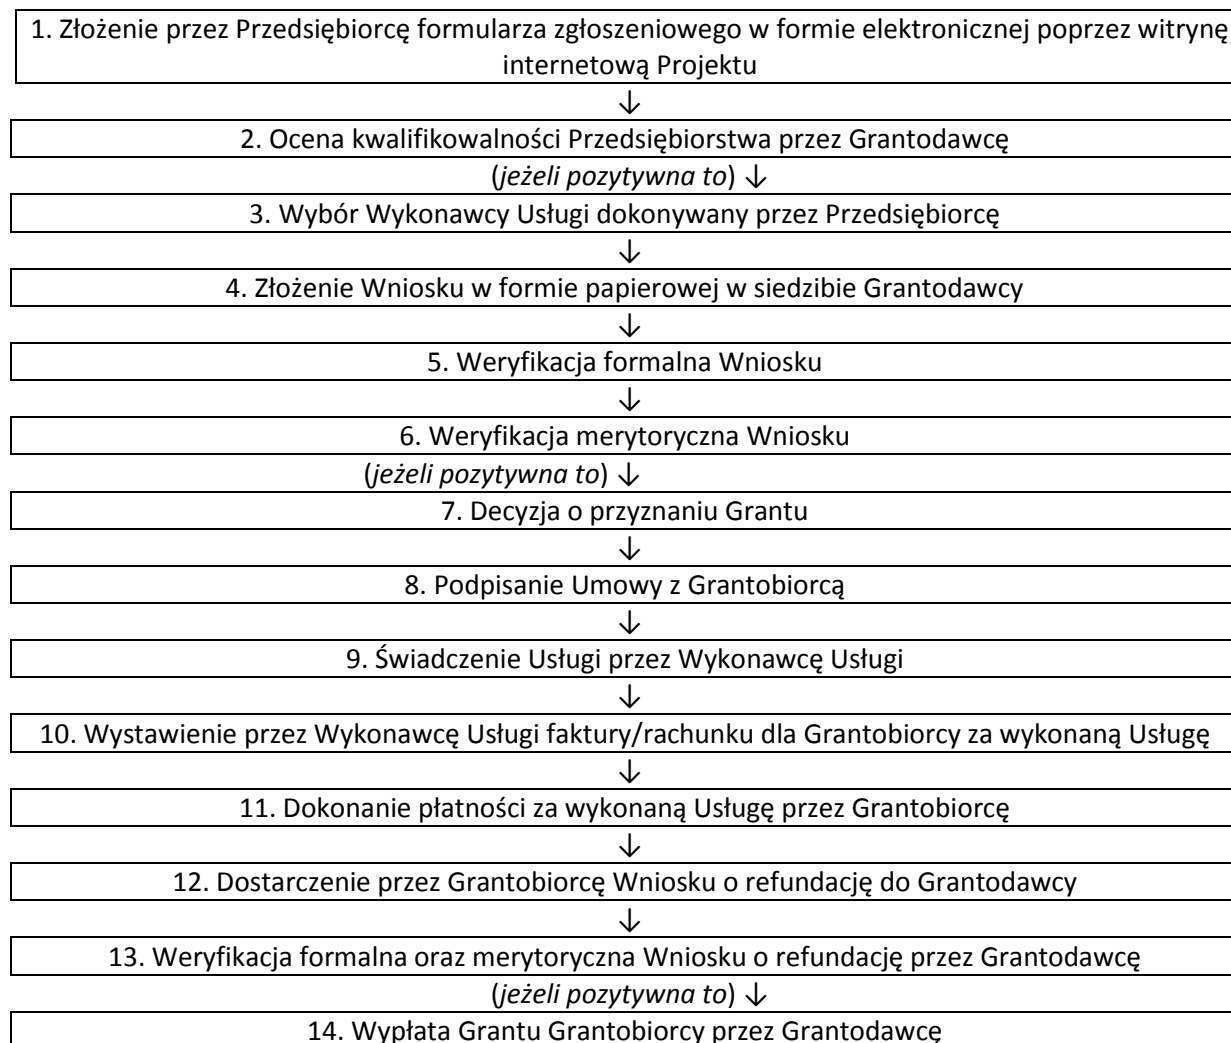 1. Złożenie przez Przedsiębiorcę formularza zgłoszeniowego w formie elektronicznej poprzez witrynę
internetową Projektu
↓
2. Ocena kwalifikowalności Przedsiębiorstwa przez Grantodawcę
(jeżeli pozytywna to) ↓
3. Wybór Wykonawcy Usługi dokonywany przez Przedsiębiorcę
↓
4. Złożenie Wniosku w formie papierowej w siedzibie Grantodawcy
↓
5. Weryfikacja formalna Wniosku
↓
6. Weryfikacja merytoryczna Wniosku
(jeżeli pozytywna to) ↓
7. Decyzja o przyznaniu Grantu
↓
8. Podpisanie Umowy z Grantobiorcą
↓
9. Świadczenie Usługi przez Wykonawcę Usługi
↓
10. Wystawienie przez Wykonawcę Usługi faktury/rachunku dla Grantobiorcy za wykonaną Usługę
↓
11. Dokonanie płatności za wykonaną Usługę przez Grantobiorcę
↓
12. Dostarczenie przez Grantobiorcę Wniosku o refundację do Grantodawcy
↓
13. Weryfikacja formalna oraz merytoryczna Wniosku o refundację przez Grantodawcę
(jeżeli pozytywna to) ↓
14. Wypłata Grantu Grantobiorcy przez Grantodawcę